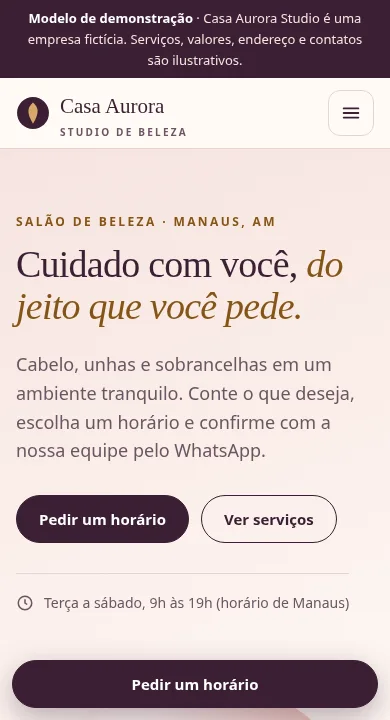 Modelo de demonstração · Casa Aurora Studio é uma
empresa fictícia. Serviços, valores, endereço e contatos
são ilustrativos.
Casa Aurora
STUDIO DE BELEZA
SALÃO DE BELEZA · MANAUS, AM
Cuidado com você, do
jeito que você pede.
Cabelo, unhas e sobrancelhas em um
ambiente tranquilo. Conte o que deseja,
escolha um horário e confirme com a
nossa equipe pelo WhatsApp.
Pedir um horário
Ver serviços
Terça a sábado, 9h às 19h (horário de Manaus)
Pedir um horário